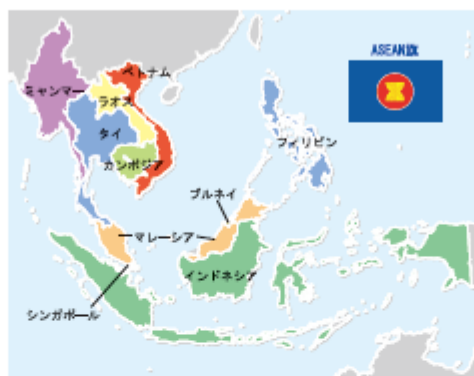 ASEAN旗
ベトナム
ミャンマー
ラオス
タイ
フィリピン
カンボジア
ブルネイ
マレーシア
インドネシア
シンガポール